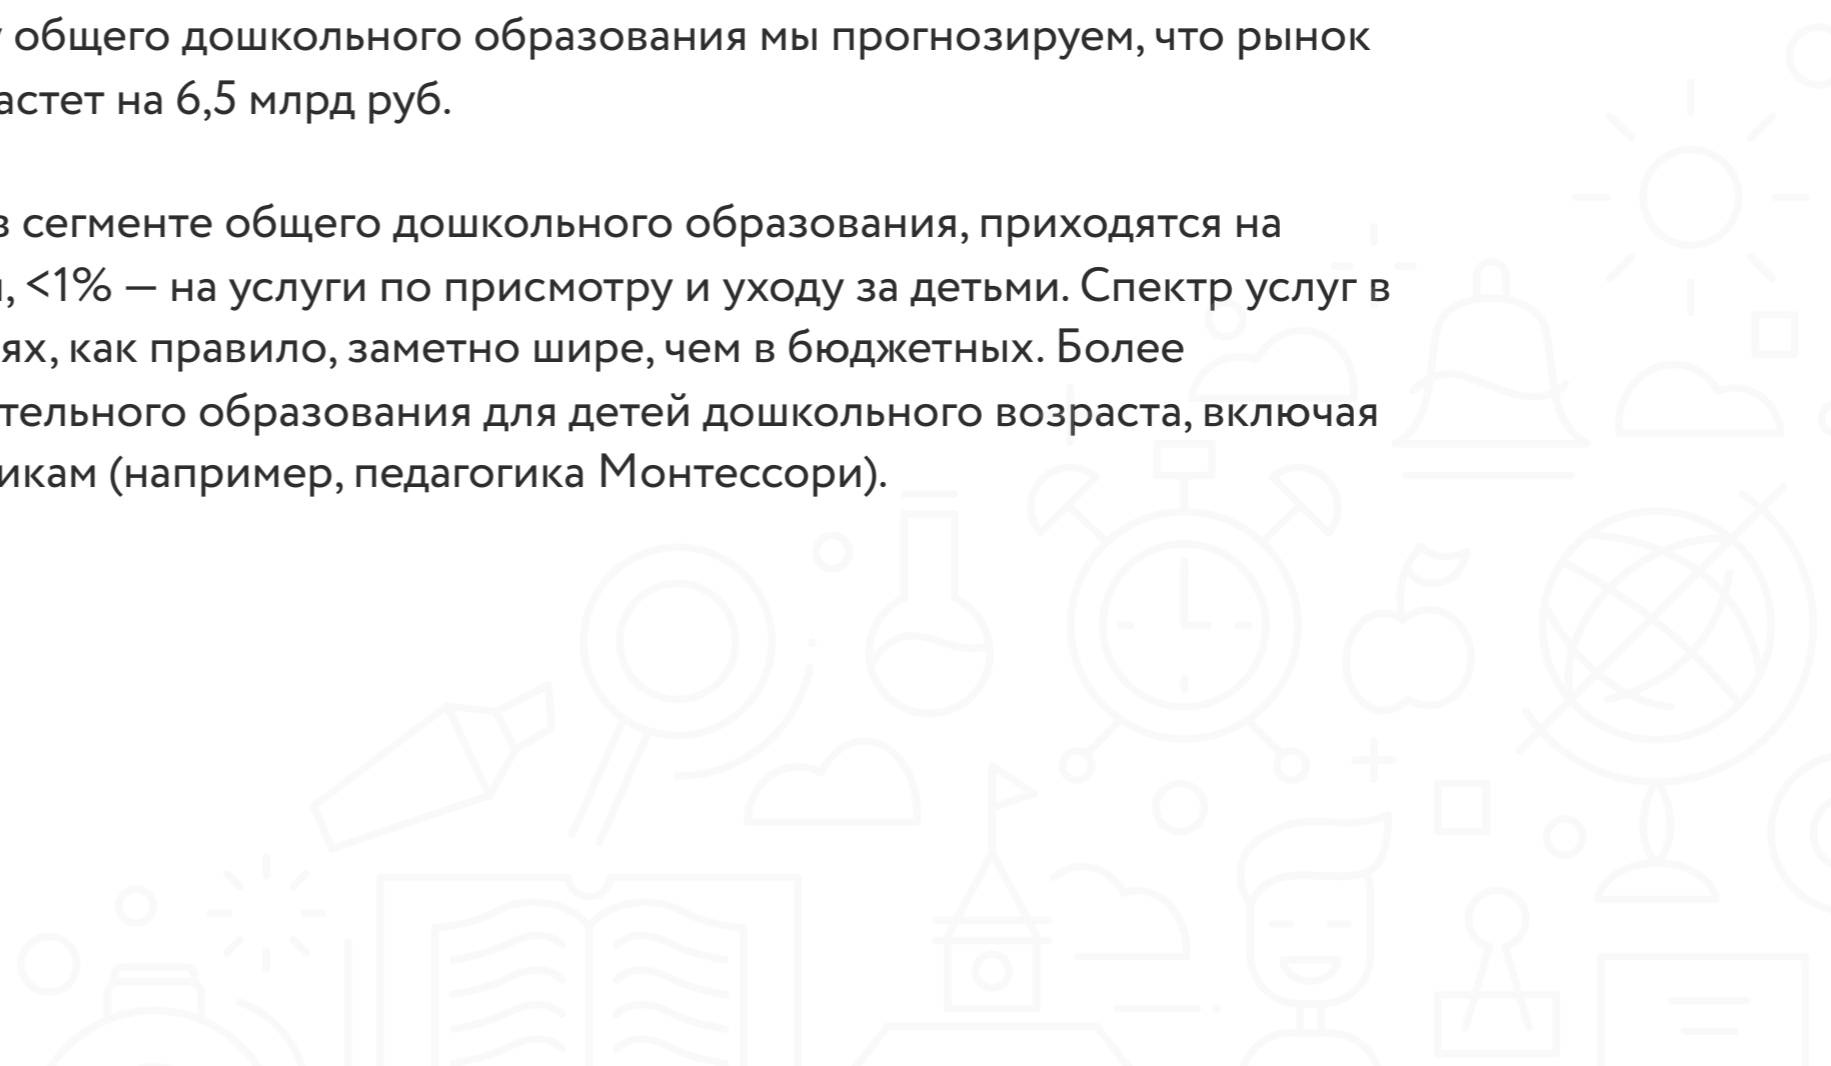 общего дошкольного образования мы прогнозируем, что рынок
астет на 6,5 млрд руб.
в сегменте общего дошкольного образования, приходятся на
, <1% — на услуги по присмотру и уходу за детьми. Спектр услуг в
ях, как правило, заметно шире, чем в бюджетных. Более
тельного образования для детей дошкольного возраста, включая
икам (например, педагогика Монтессори).